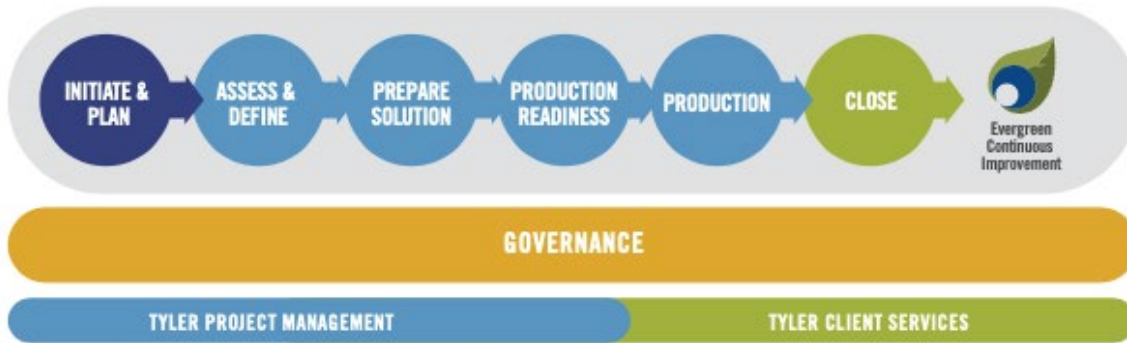 INITIATE &
PLAN
ASSESS &
DEFINE
PREPARE
SOLUTION
PRODUCTION
READINESS
PRODUCTION
CLOSE
Evergreen
Continuous
Improvement
GOVERNANCE
TYLER PROJECT MANAGEMENT
TYLER CLIENT SERVICES